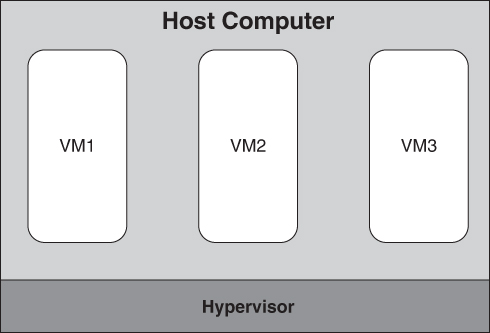 Host Computer
VM1
VM2
VM3
Hypervisor